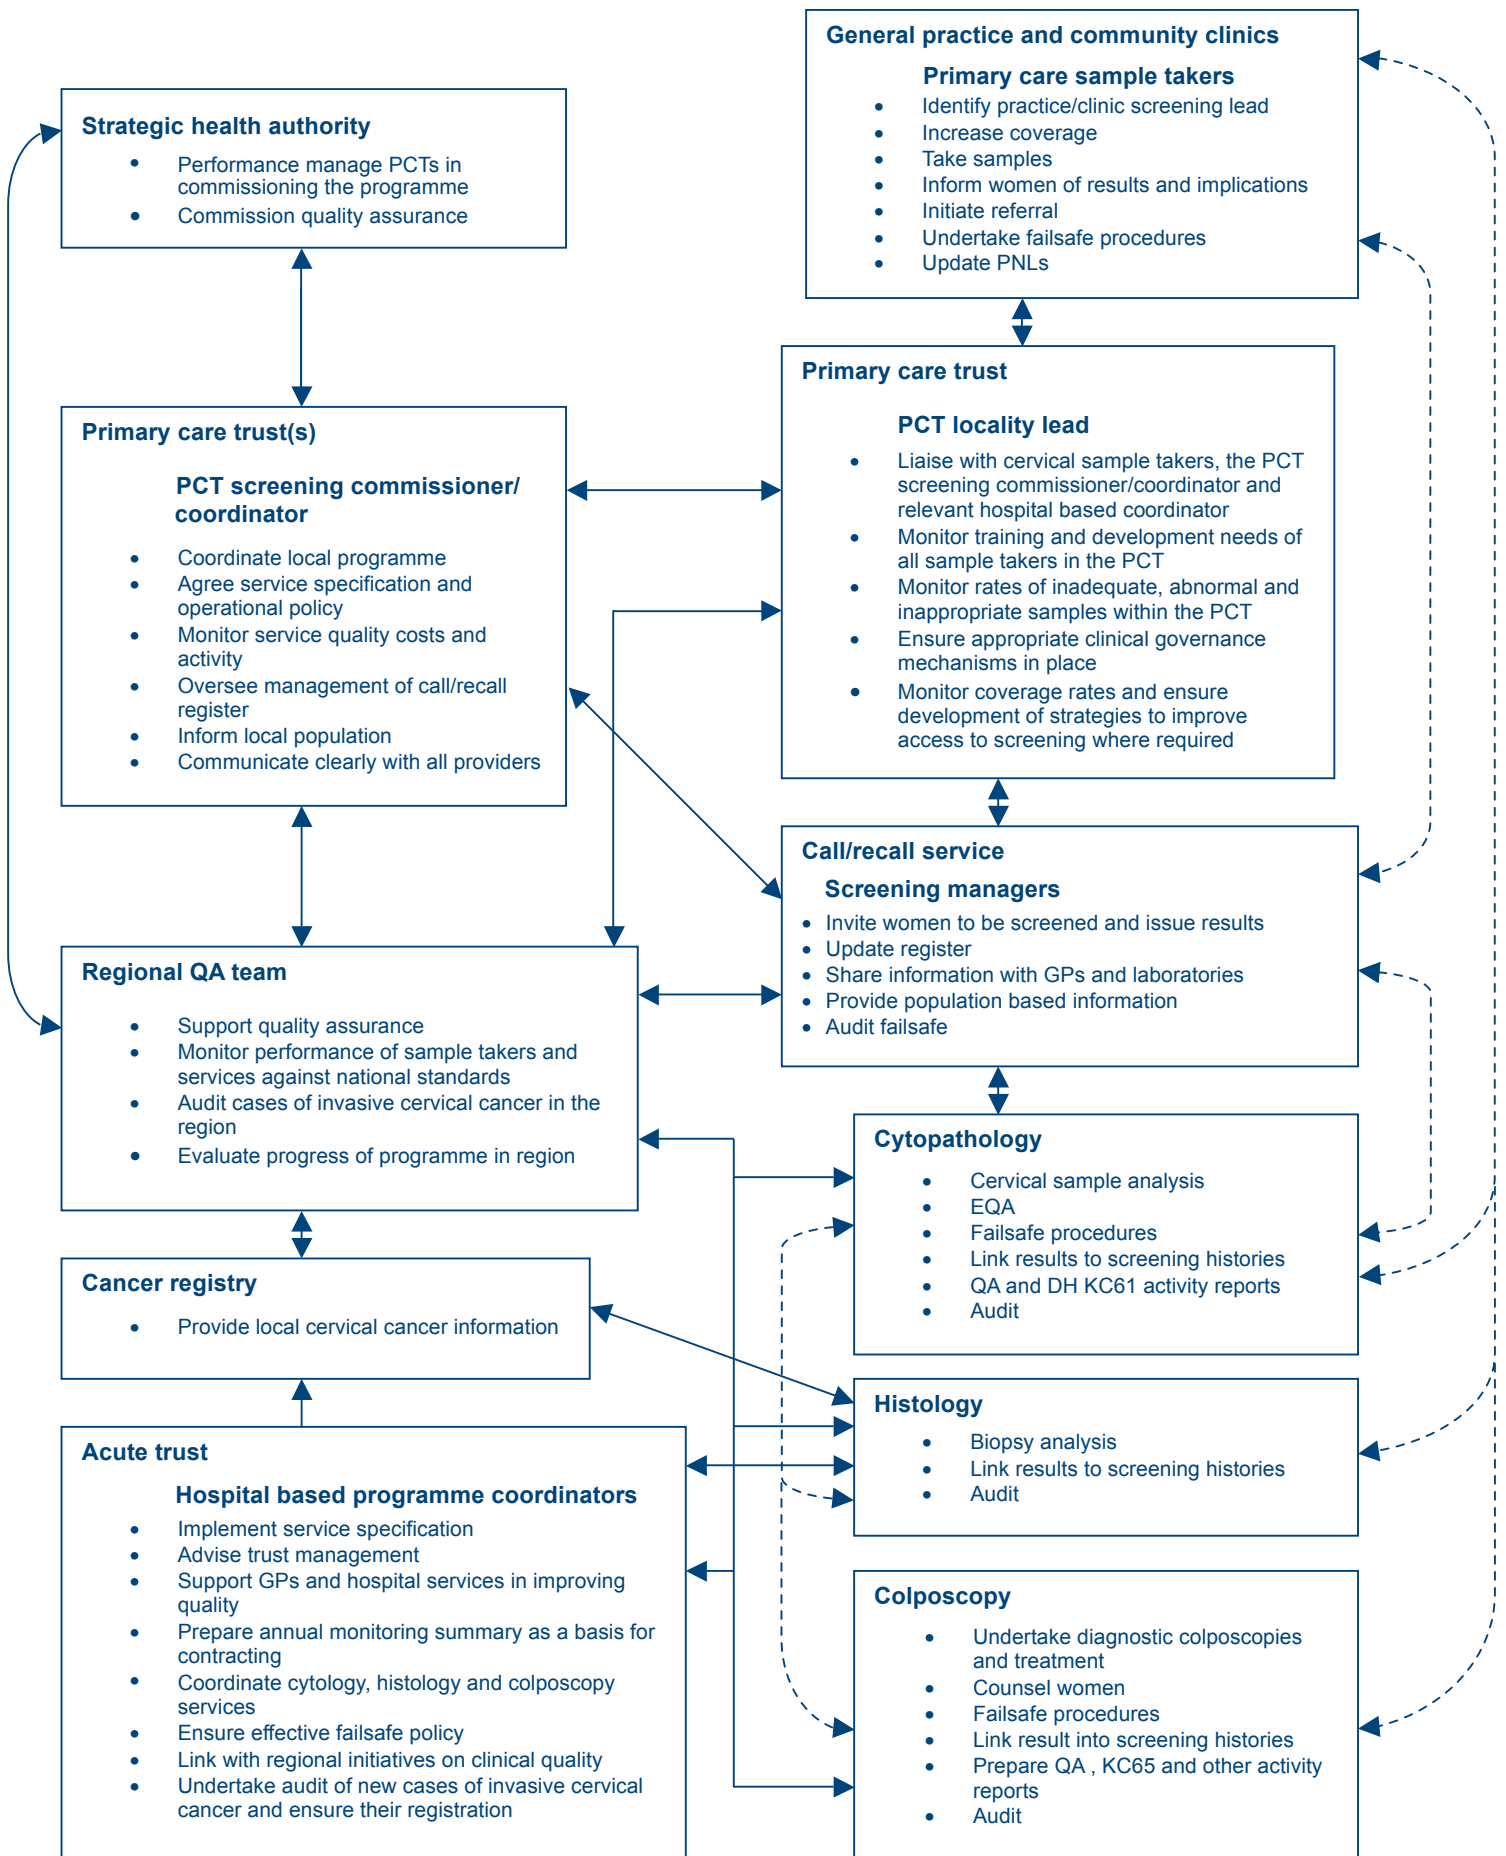 General practice and community clinics
Primary care sample takers
• Identify practice/clinic screening lead
• Increase coverage
• Take samples
• Inform women of results and implications
• Initiate referral
• Undertake failsafe procedures
• Update PNLs
Strategic health authority
• Performance manage PCTs in
commissioning the programme
• Commission quality assurance
Primary care trust
PCT locality lead
• Liaise with cervical sample takers, the PCT
screening commissioner/coordinator and
relevant hospital based coordinator
• Monitor training and development needs of
all sample takers in the PCT
• Monitor rates of inadequate, abnormal and
inappropriate samples within the PCT
• Ensure appropriate clinical governance
mechanisms in place
• Monitor coverage rates and ensure
development of strategies to improve
access to screening where required
Primary care trust(s)
PCT screening commissioner/
coordinator
• Coordinate local programme
• Agree service specification and
operational policy
• Monitor service quality costs and
activity
• Oversee management of call/recall
register
• Inform local population
• Communicate clearly with all providers
Call/recall service
Screening managers
• Invite women to be screened and issue results
• Update register
• Share information with GPs and laboratories
• Provide population based information
• Audit failsafe
Regional QA team
• Support quality assurance
• Monitor performance of sample takers and
services against national standards
• Audit cases of invasive cervical cancer in the
region
• Evaluate progress of programme in region
Cytopathology
• Cervical sample analysis
• EQA
• Failsafe procedures
• Link results to screening histories
• QA and DH KC61 activity reports
• Audit
Cancer registry
• Provide local cervical cancer information
Histology
• Biopsy analysis
• Link results to screening histories
• Audit
Acute trust
Hospital based programme coordinators
• Implement service specification
• Advise trust management
• Support GPs and hospital services in improving
quality
• Prepare annual monitoring summary as a basis for
contracting
• Coordinate cytology, histology and colposcopy
services
• Ensure effective failsafe policy
• Link with regional initiatives on clinical quality
• Undertake audit of new cases of invasive cervical
cancer and ensure their registration
Colposcopy
• Undertake diagnostic colposcopies
and treatment
• Counsel women
• Failsafe procedures
• Link result into screening histories
• Prepare QA , KC65 and other activity
reports
• Audit